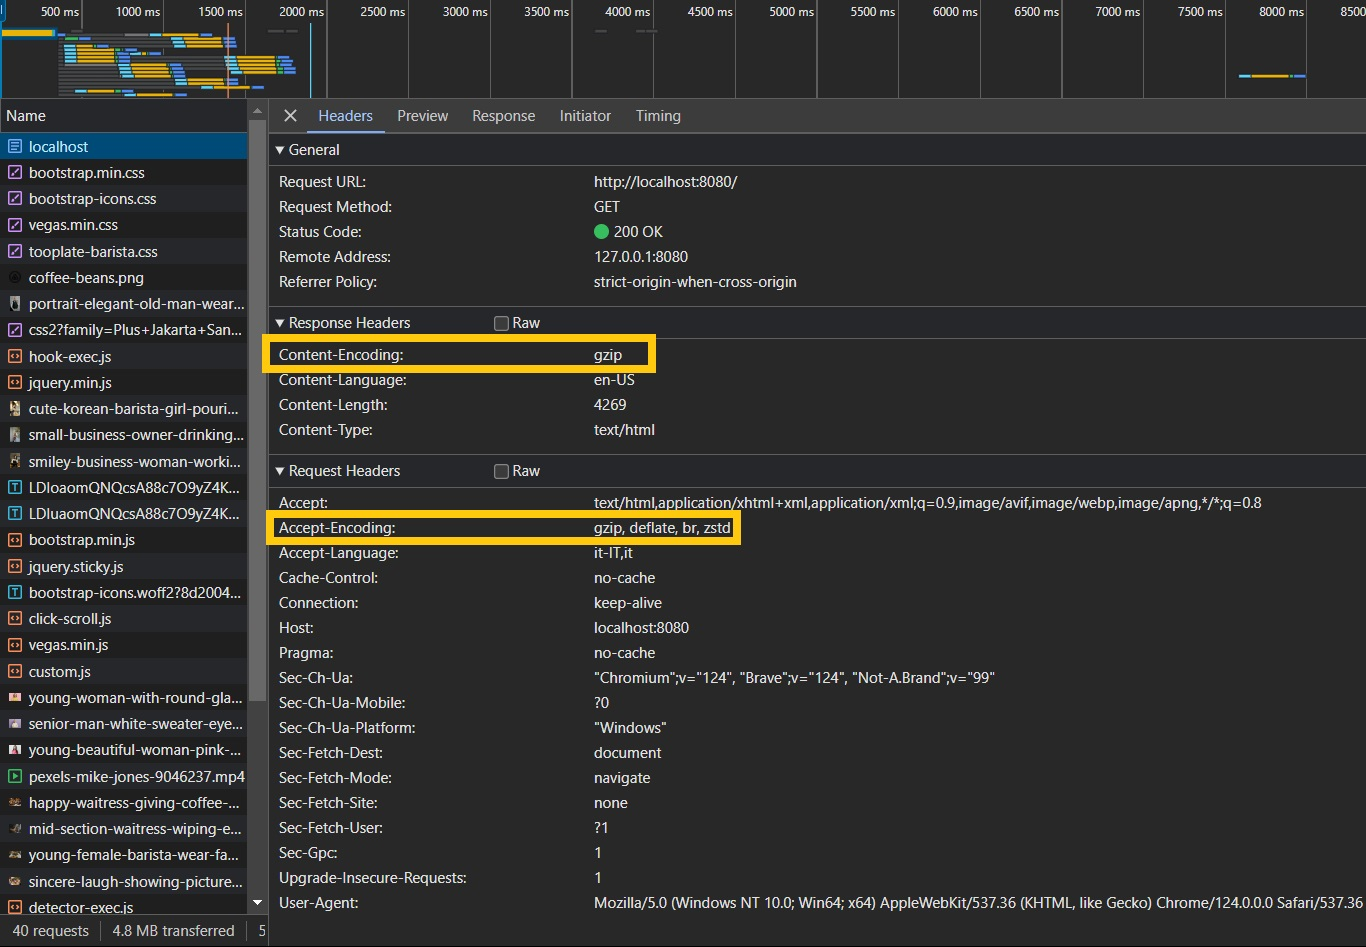 500 ms 1000 ms 1500 ms 2000 ms 2500 ms 3000 ms 3500 ms 4000 ms 4500 ms 5000 ms 5500 ms 6000 ms 6500 ms 7000 ms 7500 ms 8000 ms 8500
Name
localhost
bootstrap.min.css
bootstrap-icons.css
vegas.min.css
tooplate-barista.css
coffee-beans.png
portrait-elegant-old-man-wear...
css2?family=Plus+Jakarta+San...
hook-exec.js
jquery.min.js
cute-korean-barista-girl-pouri...
small-business-owner-drinking...
smiley-business-woman-worki...
LDIoaomQNQcsA88c7O9yZ4K...
LDIuaomQNQcsA88c7O9yZ4K...
bootstrap.min.js
jquery.sticky.js
bootstrap-icons.woff2?8d2004...
click-scroll.js
vegas.min.js
custom.js
young-woman-with-round-gla...
senior-man-white-sweater-eye...
young-beautiful-woman-pink-...
pexels-mike-jones-9046237.mp4
happy-waitress-giving-coffee-...
mid-section-waitress-wiping-e...
young-female-barista-wear-fa...
sincere-laugh-showing-picture...
detector-exec.js
40 requests 4.8 MB transferred 5
Headers Preview Response Initiator Timing
General
Request URL: http://localhost:8080/
Request Method: GET
Status Code: 200 OK
Remote Address: 127.0.0.1:8080
Referrer Policy: strict-origin-when-cross-origin
Response Headers Raw
Content-Encoding: gzip
Content-Language: en-US
Content-Length: 4269
Content-Type: text/html
Request Headers Raw
Accept: text/html,application/xhtml+xml,application/xml;q=0.9,image/avif,image/webp,image/apng,*/*;q=0.8
Accept-Encoding: gzip, deflate, br, zstd
Accept-Language: it-IT,it
Cache-Control: no-cache
Connection: keep-alive
Host: localhost:8080
Pragma: no-cache
Sec-Ch-Ua: "Chromium";v="124", "Brave";v="124", "Not-A.Brand";v="99"
Sec-Ch-Ua-Mobile: ?0
Sec-Ch-Ua-Platform: "Windows"
Sec-Fetch-Dest: document
Sec-Fetch-Mode: navigate
Sec-Fetch-Site: none
Sec-Fetch-User: ?1
Sec-Gpc: 1
Upgrade-Insecure-Requests: 1
User-Agent: Mozilla/5.0 (Windows NT 10.0; Win64; x64) AppleWebKit/537.36 (KHTML, like Gecko) Chrome/124.0.0.0 Safari/537.36